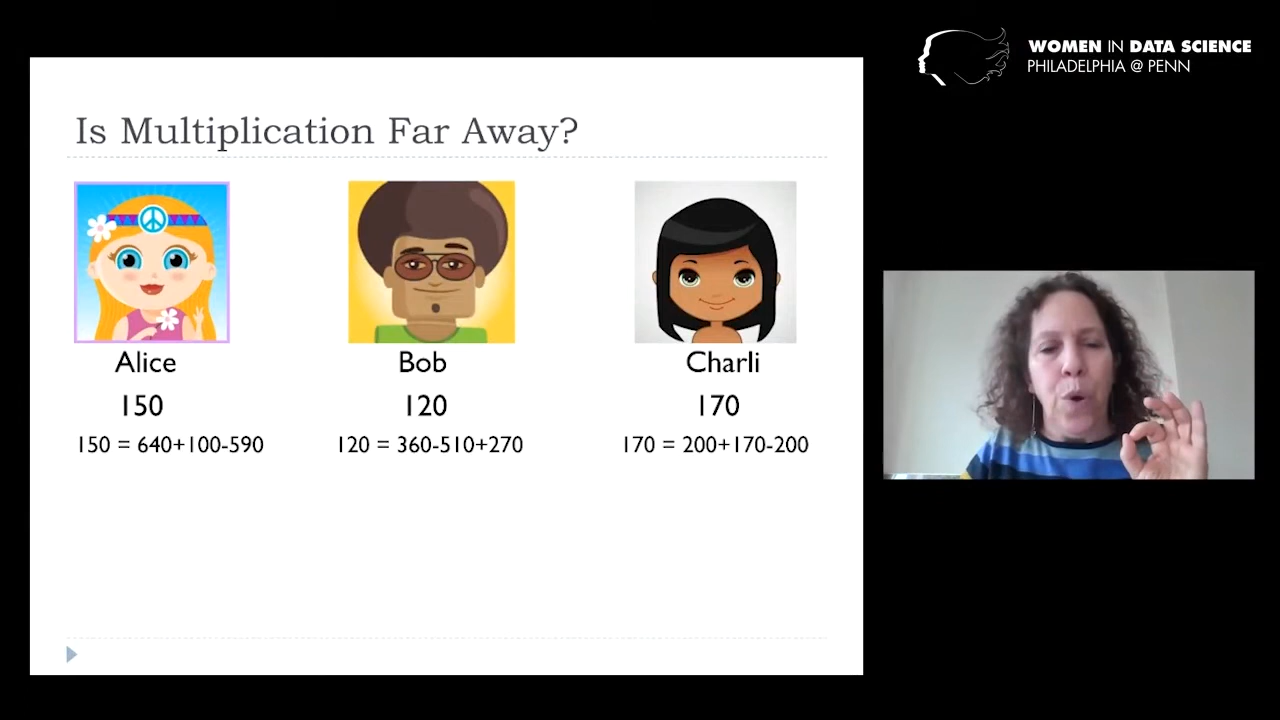 WOMEN IN DATA SCIENCE
PHILADELPHIA @ PENN
Is Multiplication Far Away?
Alice
Bob
Charli
150
120
170
150 = 640+100-590
120 = 360-510+270
170 = 200+170-200